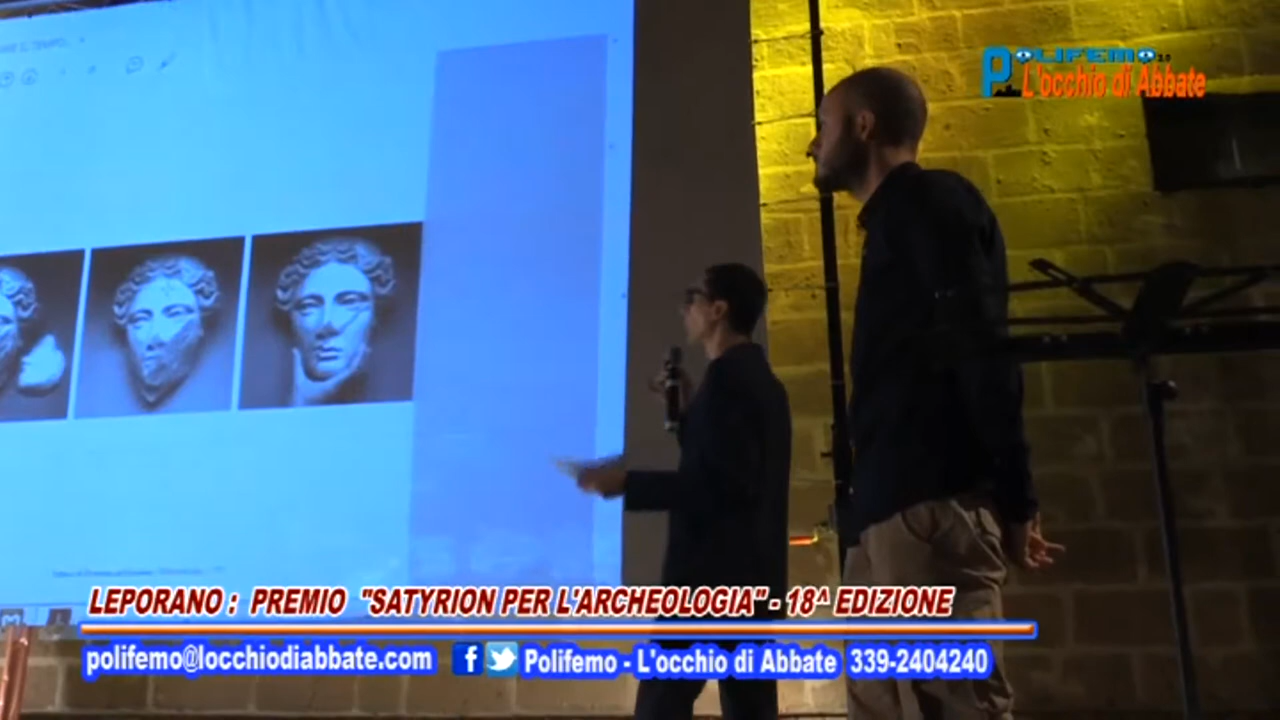 POLIFEMO
L'occhio di Abbate
LEPORANO : PREMIO "SATYRION PER L'ARCHEOLOGIA" - 18^ EDIZIONE
polifemo@locchiodiabbate.com f Polifemo - L'occhio di Abbate 339-2404240